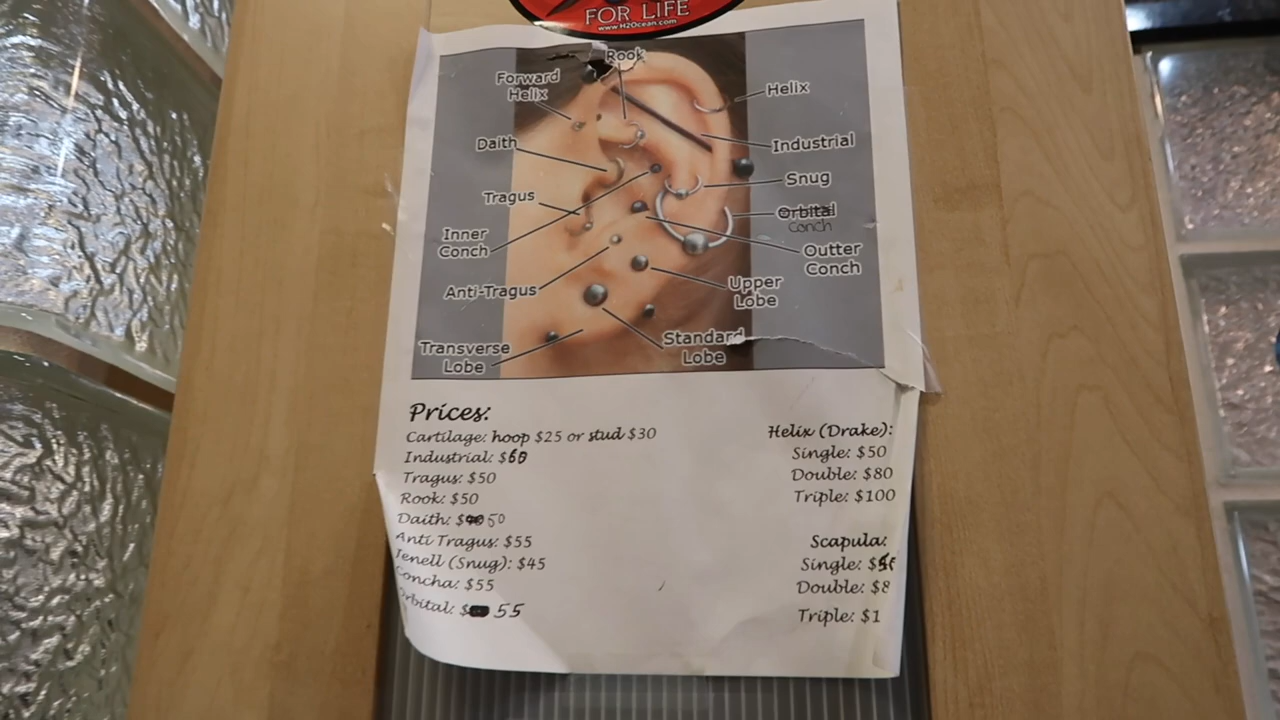 FOR LIFE
www.H2Ocean.com
Rook
Forward
Helix
Helix
Daith
Industrial
Snug
Tragus
Orbital
Conch
Inner
Conch
Outter
Conch
Anti-Tragus
Upper
Lobe
Standard
Lobe
Transverse
Lobe
Prices:
Cartilage: hoop $25 or stud $30
Industrial: $60
Tragus: $50
Rook: $50
Daith: $ 50
Anti Tragus: $55
Jenell (Snug): $45
Concha: $55
Orbital: $ 55
Helix (Drake):
Single: $50
Double: $80
Triple: $100
Scapula:
Single: $
Double: $8
Triple: $1